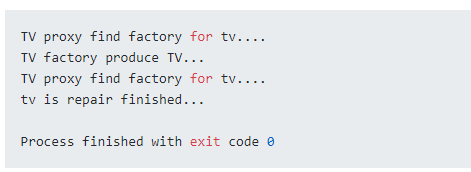 TV proxy find factory for tv....
TV factory produce TV...
TV proxy find factory for tv....
tv is repair finished...
Process finished with exit code 0